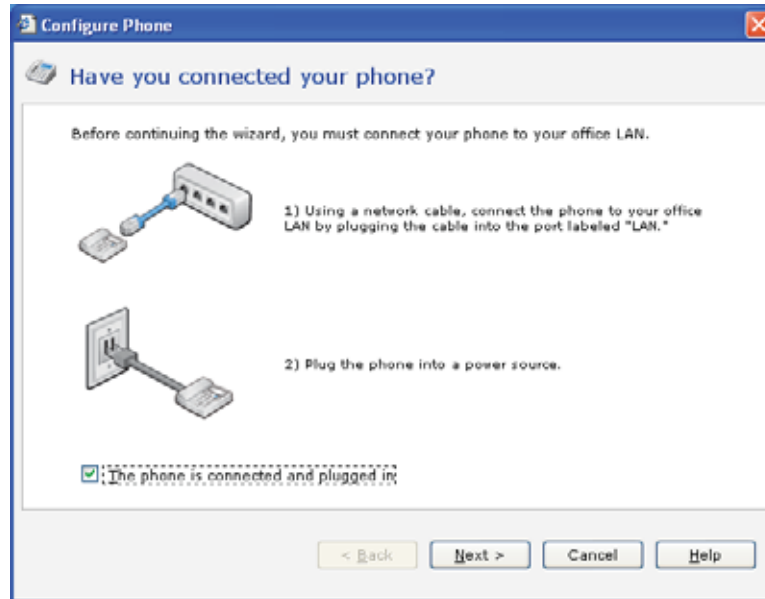 Configure Phone
Have you connected your phone?
Before continuing the wizard, you must connect your phone to your office LAN.
1) Using a network cable, connect the phone to your office
LAN by plugging the cable into the port labeled "LAN."
2) Plug the phone into a power source.
The phone is connected and plugged in
< Back
Next >
Cancel
Help